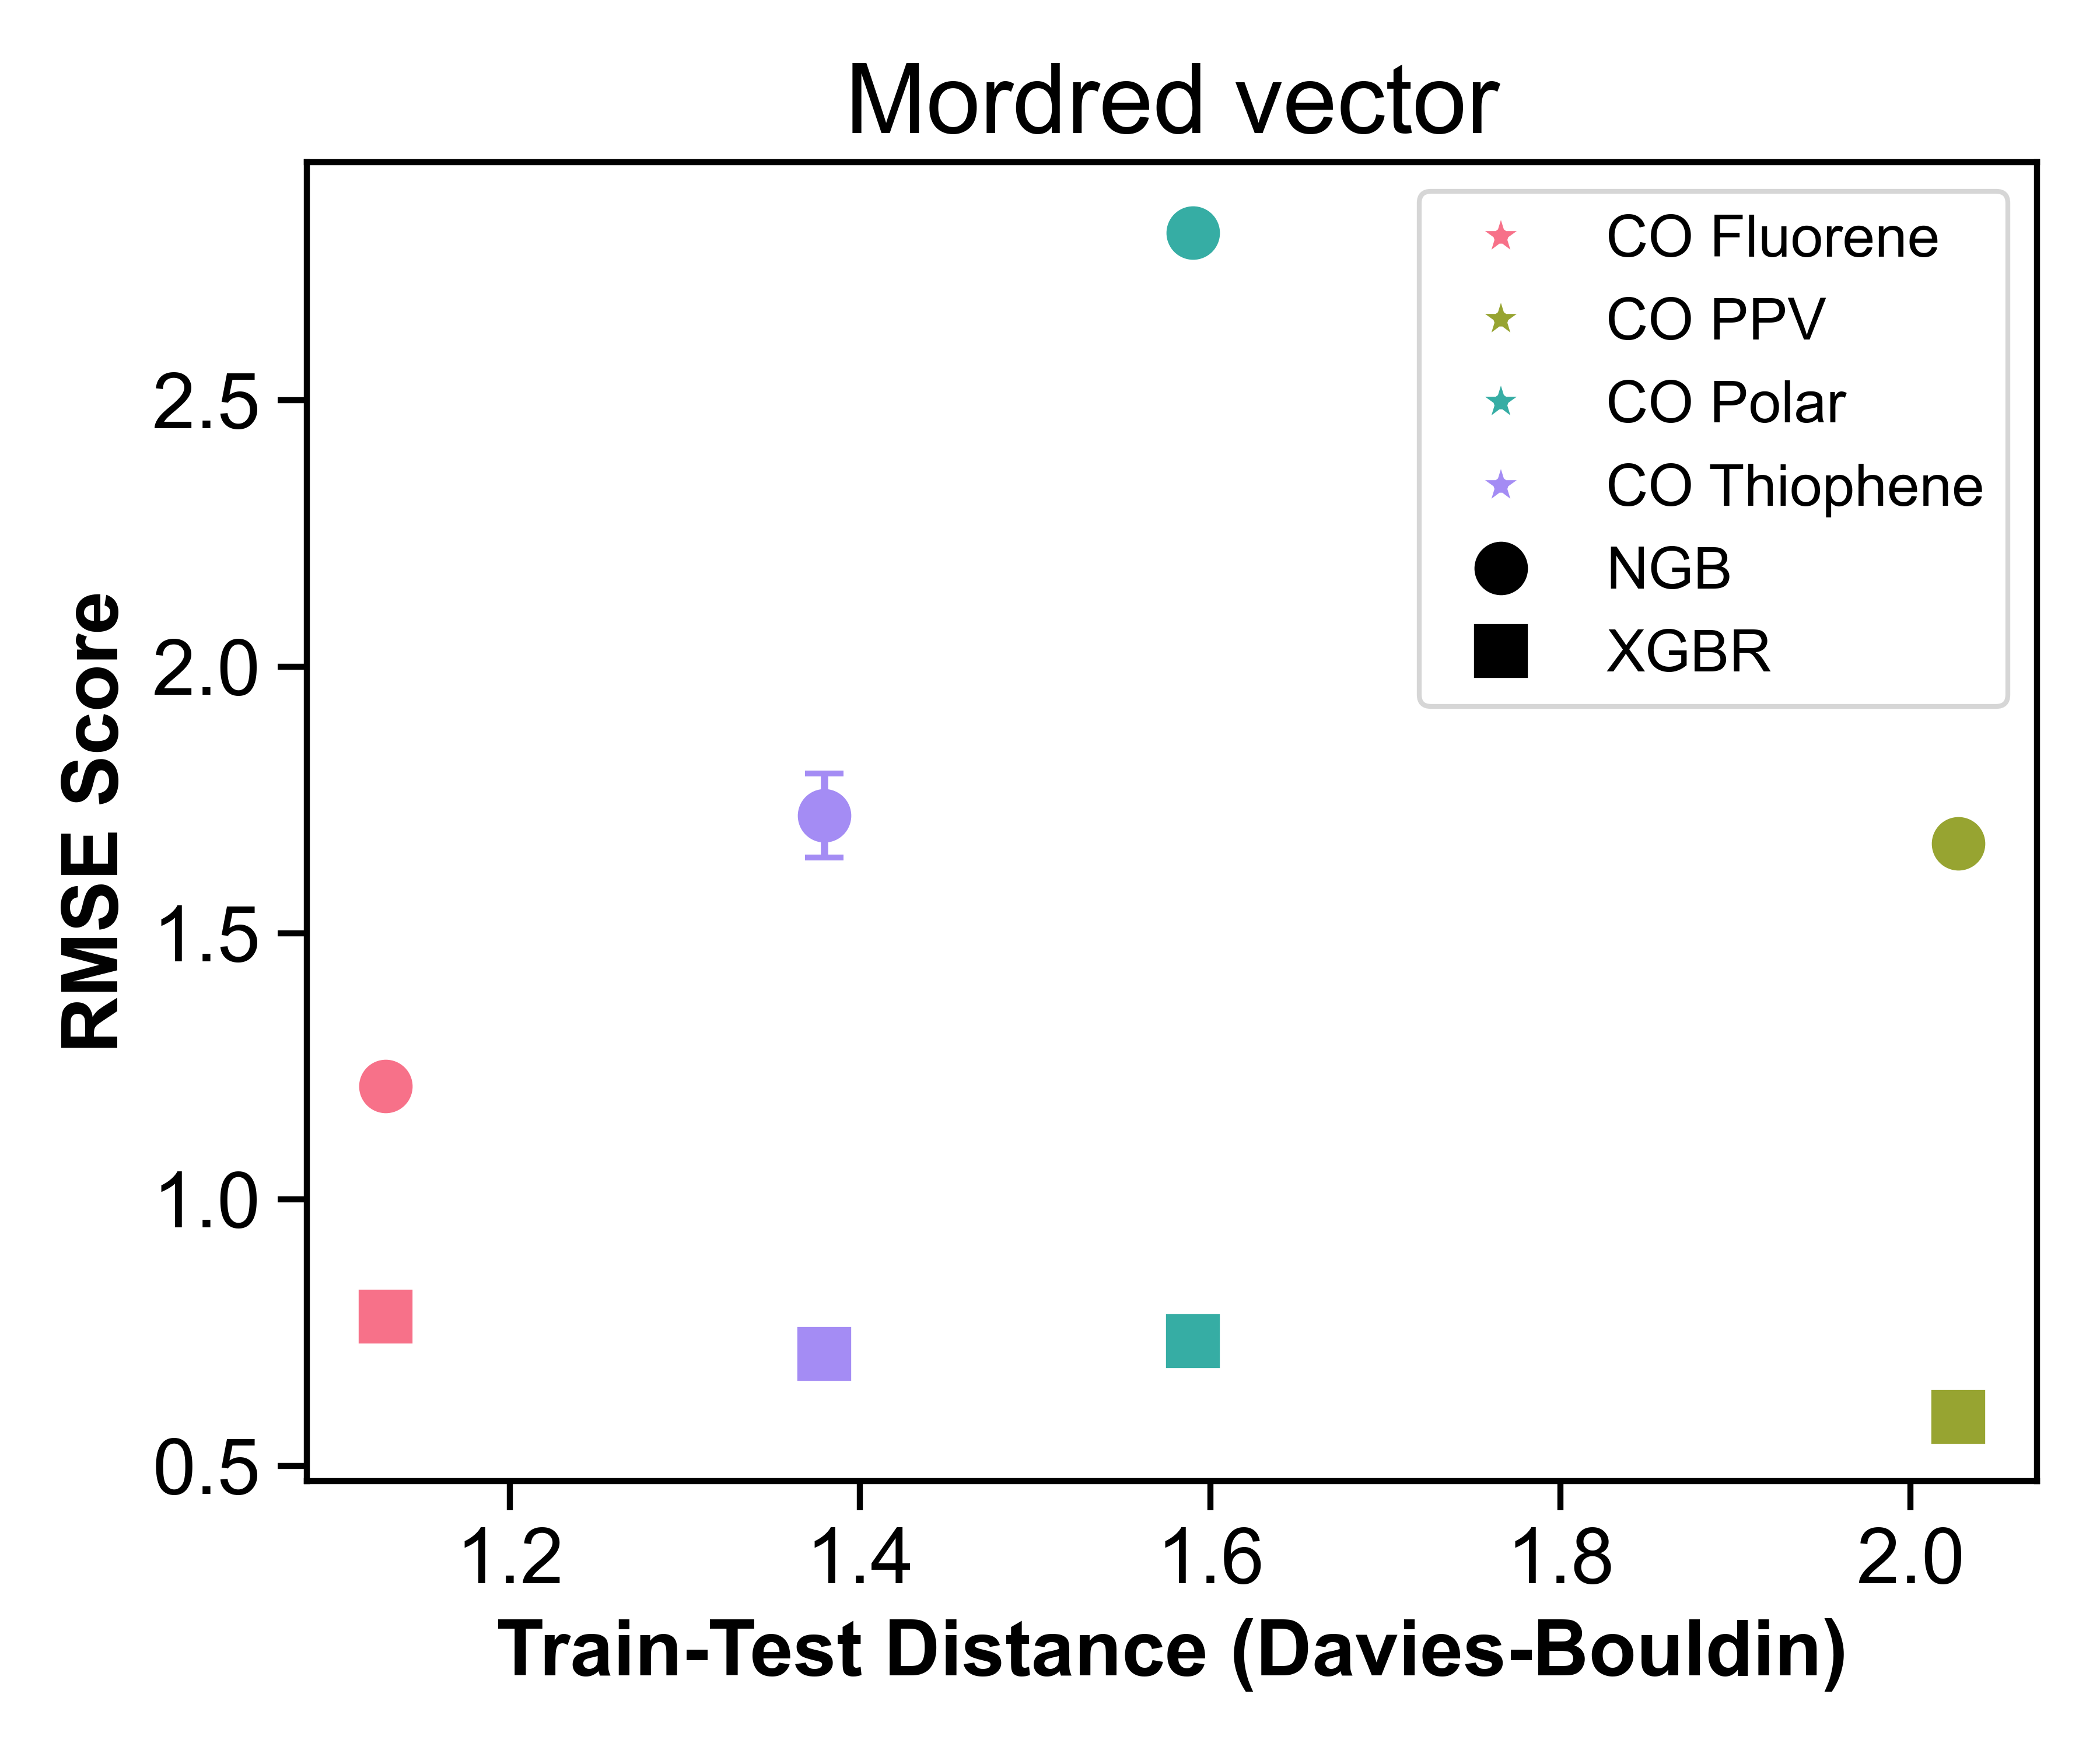 Mordred vector
CO Fluorene
CO PPV
CO Polar
CO Thiophene
NGB
XGBR
RMSE Score
2.5
2.0
1.5
1.0
0.5
1.2 1.4 1.6 1.8 2.0
Train-Test Distance (Davies-Bouldin)